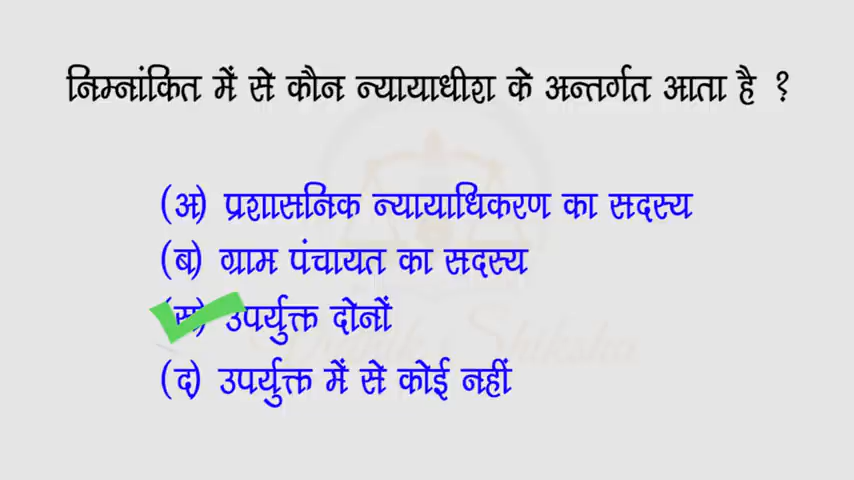 निम्नांकित में से कौन न्यायाधीश के अन्तर्गत आता है ?
(अ) प्रशासनिक न्यायाधिकरण का सदस्य
(ब) ग्राम पंचायत का सदस्य
(स) उपर्युक्त दोनों
(द) उपर्युक्त में से कोई नहीं